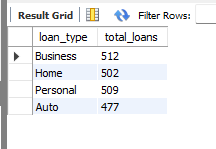 Result Grid Filter Rows:
loan_type total_loans
Business 512
Home 502
Personal 509
Auto 477